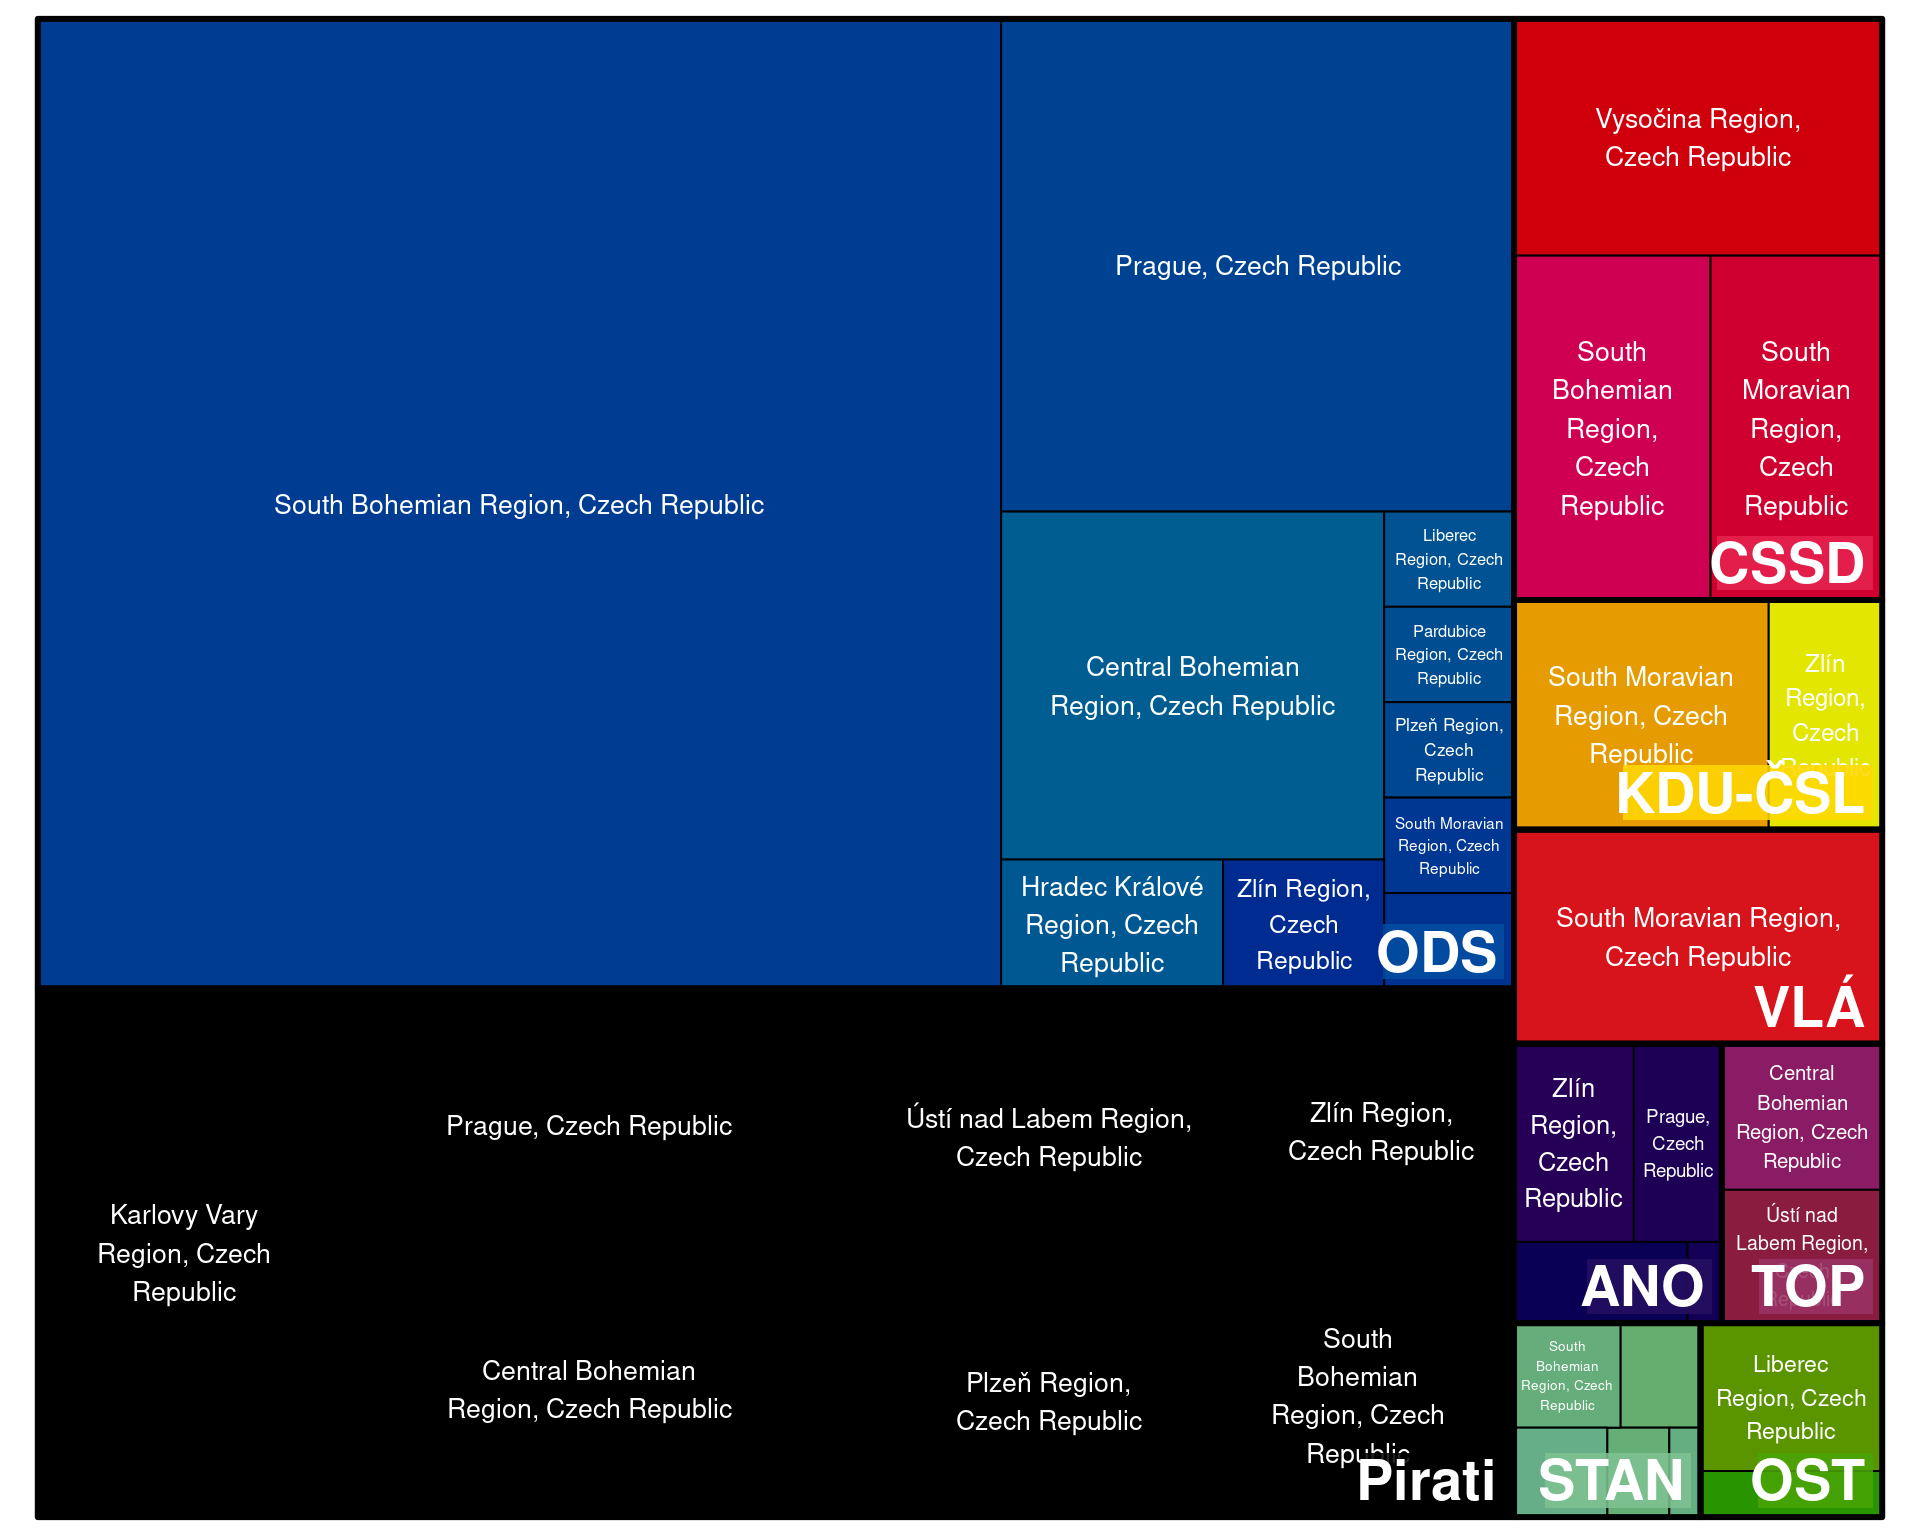 South Bohemian Region, Czech Republic
Prague, Czech Republic
Central Bohemian
Region, Czech Republic
Liberec
Region, Czech
Republic
Pardubice
Region, Czech
Republic
Plzeň Region,
Czech
Republic
South Moravian
Region, Czech
Republic
Hradec Králové
Region, Czech
Republic
Zlín Region,
Czech
Republic
ODS
Vysočina Region,
Czech Republic
South
Bohemian
Region,
Czech
Republic
South
Moravian
Region,
Czech
Republic
CSSD
South Moravian
Region, Czech
Republic
Zlín
Region,
Czech
Republic
KDU-ČSL
South Moravian Region,
Czech Republic
VLÁ
Karlovy Vary
Region, Czech
Republic
Prague, Czech Republic
Central Bohemian
Region, Czech Republic
Ústí nad Labem Region,
Czech Republic
Plzeň Region,
Czech Republic
Zlín Region,
Czech Republic
South
Bohemian
Region, Czech
Republic
Pirati
Zlín
Region,
Czech
Republic
Prague,
Czech
Republic
ANO
Central
Bohemian
Region, Czech
Republic
Ústí nad
Labem Region,
TOP
South
Bohemian
Region, Czech
Republic
STAN
Liberec
Region, Czech
Republic
OST